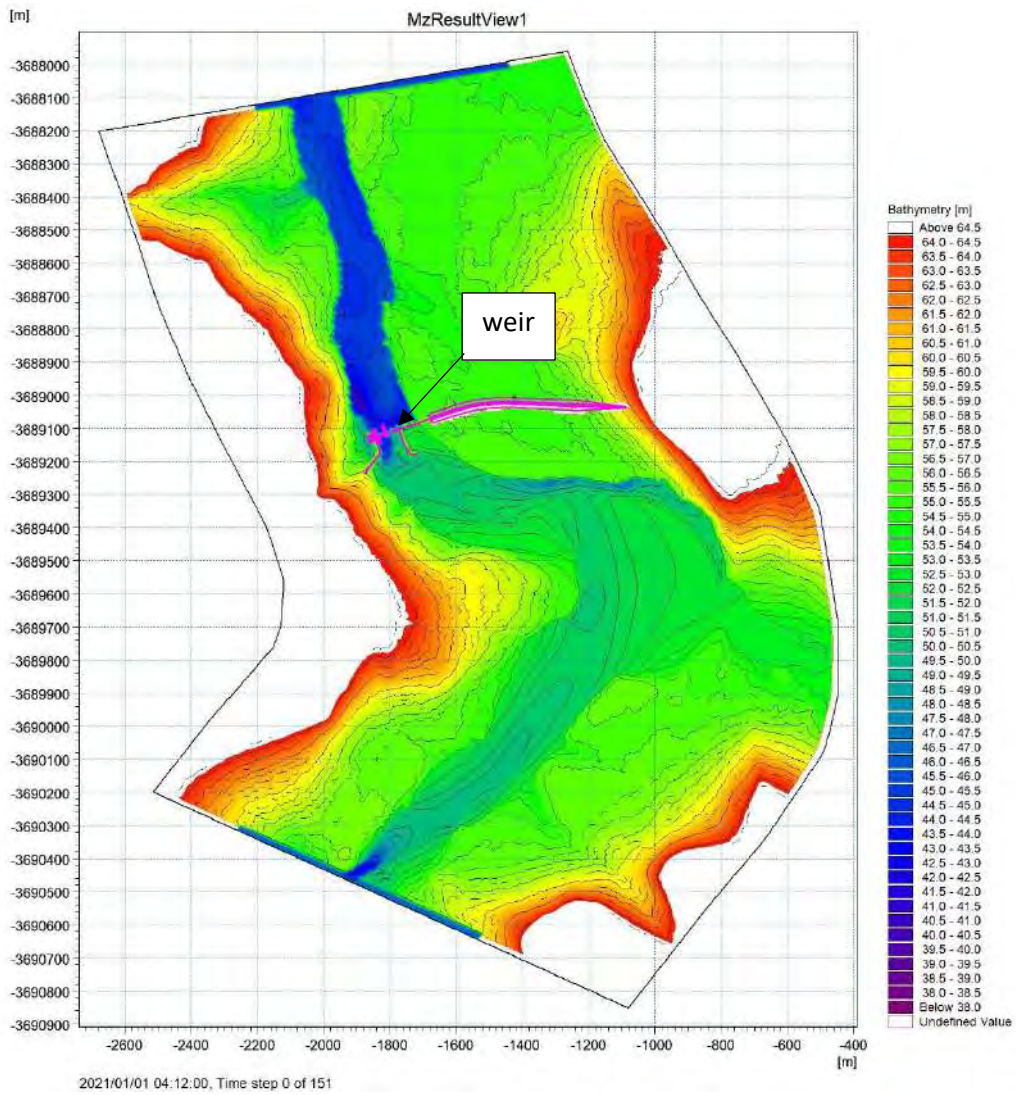 [m]
MzResultView1
-3688000
-3688100
-3688200
-3688300
-3688400
-3688500
-3688600
-3688700
-3688800
-3688900
-3689000
-3689100
-3689200
-3689300
-3689400
-3689500
-3689600
-3689700
-3689800
-3689900
-3690000
-3690100
-3690200
-3690300
-3690400
-3690500
-3690600
-3690700
-3690800
-3690900
weir
Bathymetry [m]
Above 64.5
64.0 - 64.5
63.5 - 64.0
63.0 - 63.5
62.5 - 63.0
62.0 - 62.5
61.5 - 62.0
61.0 - 61.5
60.5 - 61.0
60.0 - 60.5
59.5 - 60.0
59.0 - 59.5
58.5 - 59.0
58.0 - 58.5
57.5 - 58.0
57.0 - 57.5
56.5 - 57.0
56.0 - 56.5
55.5 - 56.0
55.0 - 55.5
54.5 - 55.0
54.0 - 54.5
53.5 - 54.0
53.0 - 53.5
52.5 - 53.0
52.0 - 52.5
51.5 - 52.0
51.0 - 51.5
50.5 - 51.0
50.0 - 50.5
49.5 - 50.0
49.0 - 49.5
48.5 - 49.0
48.0 - 48.5
47.5 - 48.0
47.0 - 47.5
46.5 - 47.0
46.0 - 46.5
45.5 - 46.0
45.0 - 45.5
44.5 - 45.0
44.0 - 44.5
43.5 - 44.0
43.0 - 43.5
42.5 - 43.0
42.0 - 42.5
41.5 - 42.0
41.0 - 41.5
40.5 - 41.0
40.0 - 40.5
39.5 - 40.0
39.0 - 39.5
38.5 - 39.0
38.0 - 38.5
Below 38.0
Undefined Value
-2600 -2400 -2200 -2000 -1800 -1600 -1400 -1200 -1000 -800 -600 -400
[m]
2021/01/01 04:12:00, Time step 0 of 151